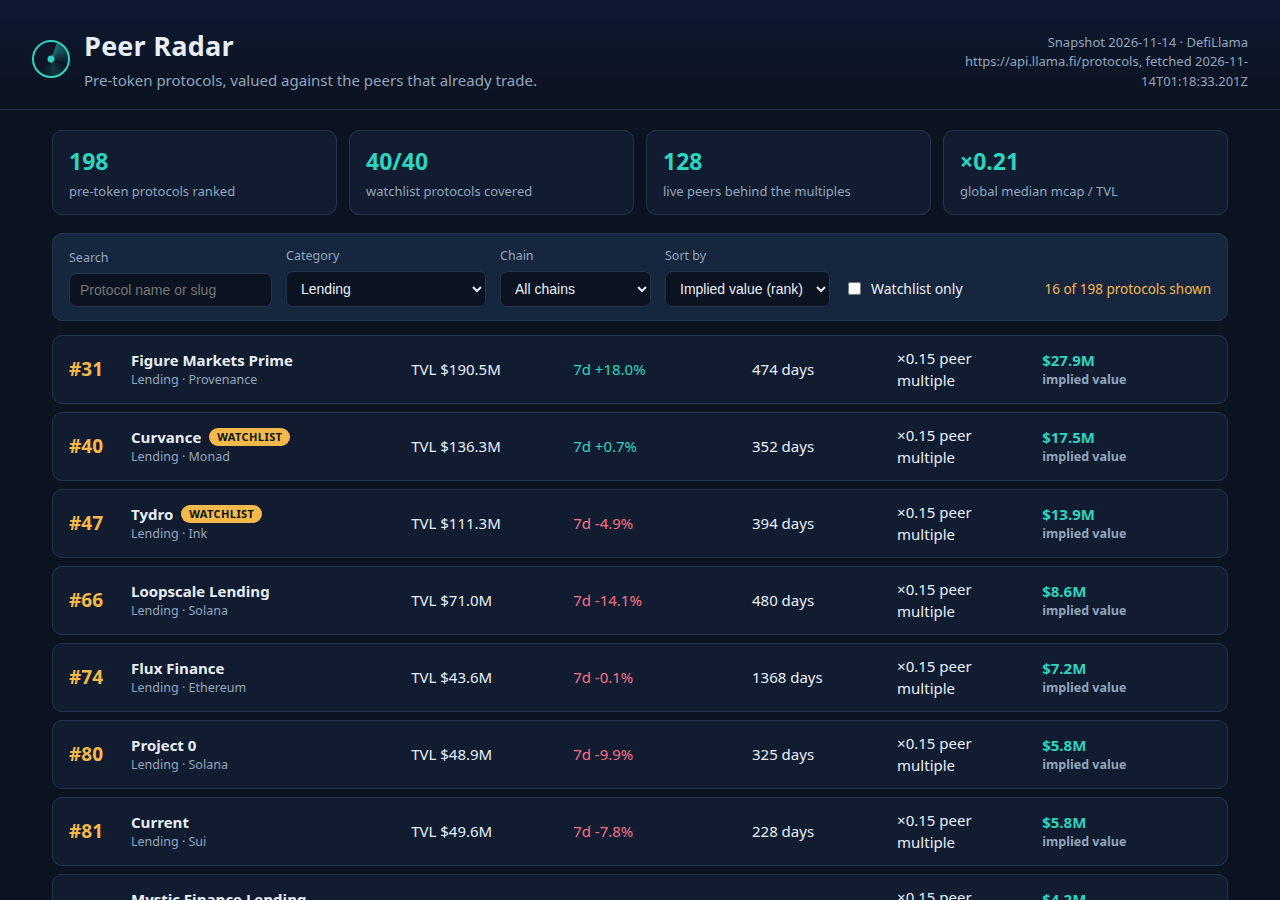 Peer Radar
Pre-token protocols, valued against the peers that already trade.
Snapshot 2026-11-14 · DefiLlama
https://api.llama.fi/protocols, fetched 2026-11-
14T01:18:33.201Z
198
pre-token protocols ranked
40/40
watchlist protocols covered
128
live peers behind the multiples
×0.21
global median mcap / TVL
Search
Protocol name or slug
Category
Lending
Chain
All chains
Sort by
Implied value (rank)
Watchlist only
16 of 198 protocols shown
#31
Figure Markets Prime
Lending · Provenance
TVL $190.5M
7d +18.0%
474 days
×0.15 peer
multiple
$27.9M
implied value
#40
Curvance WATCHLIST
Lending · Monad
TVL $136.3M
7d +0.7%
352 days
×0.15 peer
multiple
$17.5M
implied value
#47
Tydro WATCHLIST
Lending · Ink
TVL $111.3M
7d -4.9%
394 days
×0.15 peer
multiple
$13.9M
implied value
#66
Loopscale Lending
Lending · Solana
TVL $71.0M
7d -14.1%
480 days
×0.15 peer
multiple
$8.6M
implied value
#74
Flux Finance
Lending · Ethereum
TVL $43.6M
7d -0.1%
1368 days
×0.15 peer
multiple
$7.2M
implied value
#80
Project 0
Lending · Solana
TVL $48.9M
7d -9.9%
325 days
×0.15 peer
multiple
$5.8M
implied value
#81
Current
Lending · Sui
TVL $49.6M
7d -7.8%
228 days
×0.15 peer
multiple
$5.8M
implied value
Mystic Finance Lending
×0.15 peer